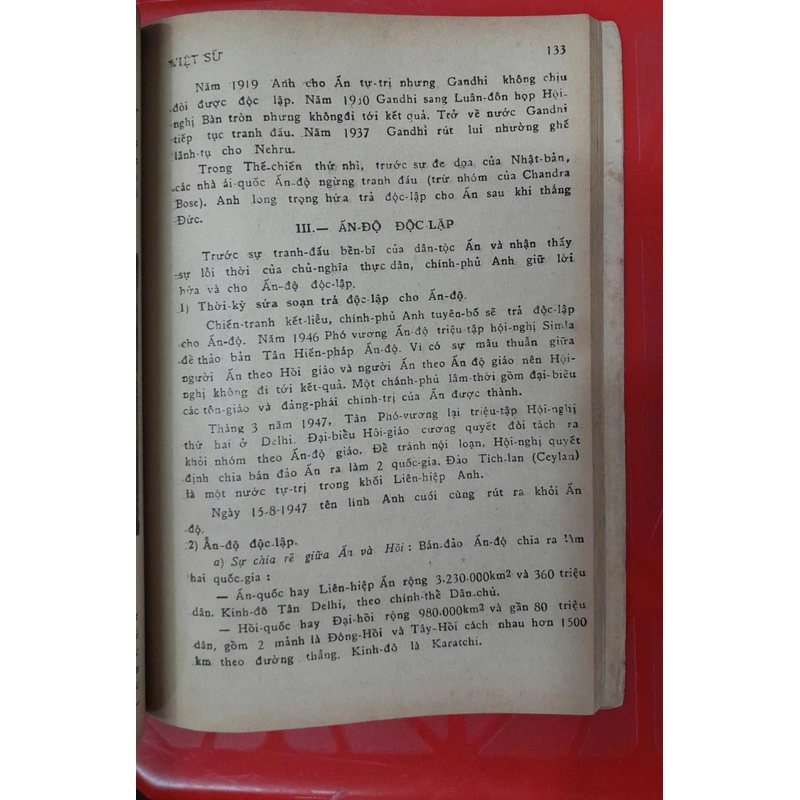 VIỆT SỬ 133
Năm 1919 Anh cho Ấn tự-trị nhưng Gandhi không chịu
đòi được độc lập. Năm 1930 Gandhi sang Luân-đôn họp Hội-
nghị Bàn tròn nhưng khôngđi tới kết quả. Trở về nước Gandhi
tiếp tục tranh đấu. Năm 1937 Gandhi rút lui nhường ghế
lãnh-tụ cho Nehru.
Trong Thế-chiến thứ nhì, trước sự đe dọa của Nhật-bản,
các nhà ái-quốc Ấn-độ ngừng tranh đấu (trừ nhóm của Chandra
Bose). Anh long trọng hứa trả độc-lập cho Ấn sau khi thắng
Đức.
III.— ẤN-ĐỘ ĐỘC-LẬP
Trước sự tranh-đấu bền-bỉ của dân-tộc Ấn và nhận thấy
sự lỗi thời của chủ-nghĩa thực dân, chính-phủ Anh giữ lời
hứa và cho Ấn-độ độc-lập.
1) Thời-kỳ sửa soạn trả độc-lập cho Ấn-độ.
Chiến-tranh kết-liễu, chính-phủ Anh tuyên-bố sẽ trả độc-lập
cho Ấn-độ. Năm 1946 Phó vương Ấn-độ triệu-tập hội-nghị Simla
để thảo bản Tân Hiến-pháp Ấn-độ. Vì có sự mâu thuẫn giữa
người Ấn theo Hồi giáo và người Ấn theo Ấn độ giáo nên Hội-
nghị không đi tới kết-quả. Một chánh-phủ lâm-thời gồm đại-biểu
các tôn-giáo và đảng-phái chính-trị của Ấn được thành.
Tháng 3 năm 1947, Tân Phó-vương lại triệu-tập Hội-nghị
thứ hai ở Delhi. Đại-biểu Hồi-giáo cương quyết đòi tách ra
khỏi nhóm theo Ấn-độ giáo. Để tránh nội loạn, Hội-nghị quyết
định chia bán đảo Ấn ra làm 2 quốc-gia. Đảo Tích-lan (Ceylan)
là một nước tự-trị trong khối Liên-hiệp Anh.
Ngày 15-8-1947 tên lính Anh cuối cùng rút ra khỏi Ấn
độ.
2) Ấn-độ độc-lập.
a) Sự chia rẽ giữa Ấn và Hồi : Bán-đảo Ấn-độ chia ra làm
hai quốc-gia :
— Ấn-quốc hay Liên-hiệp Ấn rộng 3.230.000km2 và 360 triệu
dân. Kinh-đô Tân Delhi, theo chính-thể Dân-chủ.
— Hồi-quốc hay Đại-hồi rộng 980.000km2 và gần 80 triệu
dân, gồm 2 mảnh là Đông-Hồi và Tây-Hồi cách nhau hơn 1500
km theo đường thẳng. Kinh-đô là Karatchi.